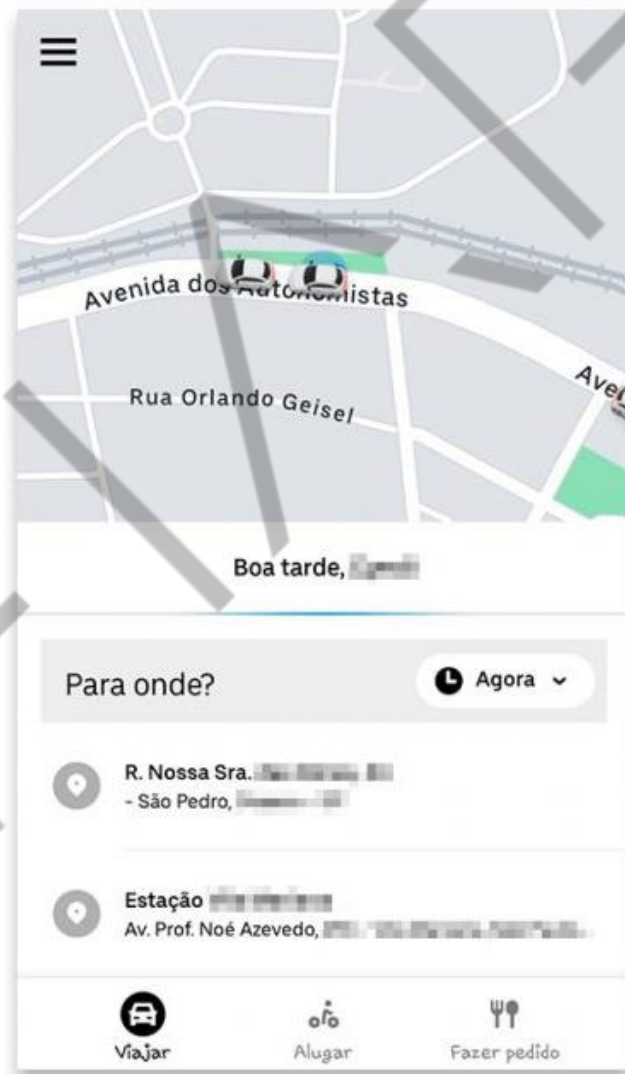 Avenida dos Autonomistas
Ave
Rua Orlando Geisel
Boa tarde,
Para onde?
Agora
R. Nossa Sra.
- São Pedro,
Estação
Av. Prof. Noé Azevedo,
Viajar
Alugar
Fazer pedido